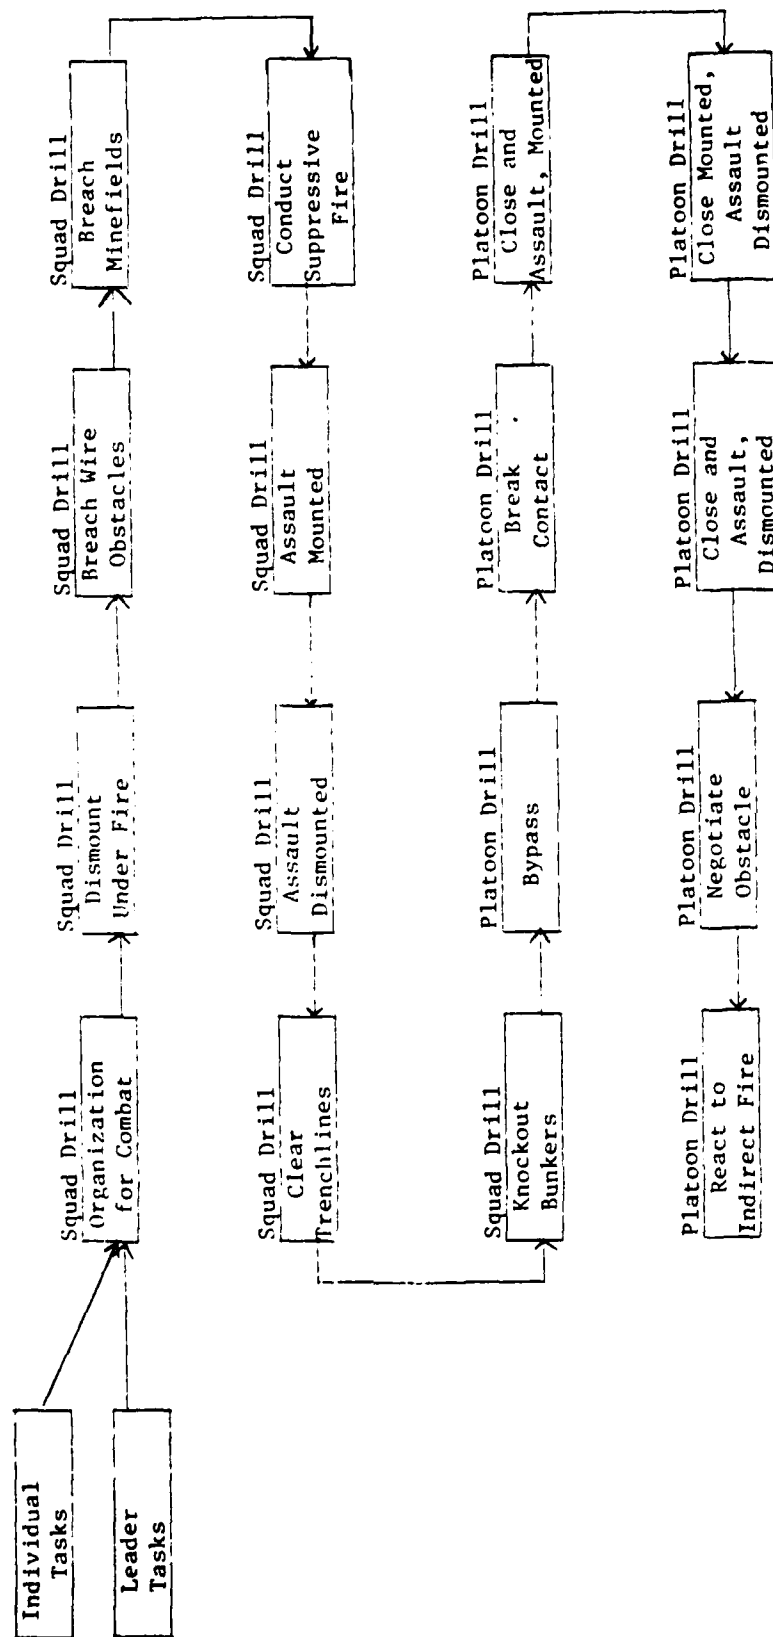 Individual
Tasks
Leader
Tasks
Squad Drill
Organization
for Combat
Squad Drill
Dismount
Under Fire
Squad Drill
Breach Wire
Obstacles
Squad Drill
Breach
Minefields
Squad Drill
Conduct
Suppressive
Fire
Squad Drill
Assault
Mounted
Squad Drill
Assault
Dismounted
Squad Drill
Clear
Trenchlines
Squad Drill
Knockout
Bunkers
Platoon Drill
Bypass
Platoon Drill
Break
Contact
Platoon Drill
Close and
Assault, Mounted
Platoon Drill
Close Mounted,
Assault
Dismounted
Platoon Drill
Close and
Assault,
Dismounted
Platoon Drill
Negotiate
Obstacle
Platoon Drill
React to
Indirect Fire